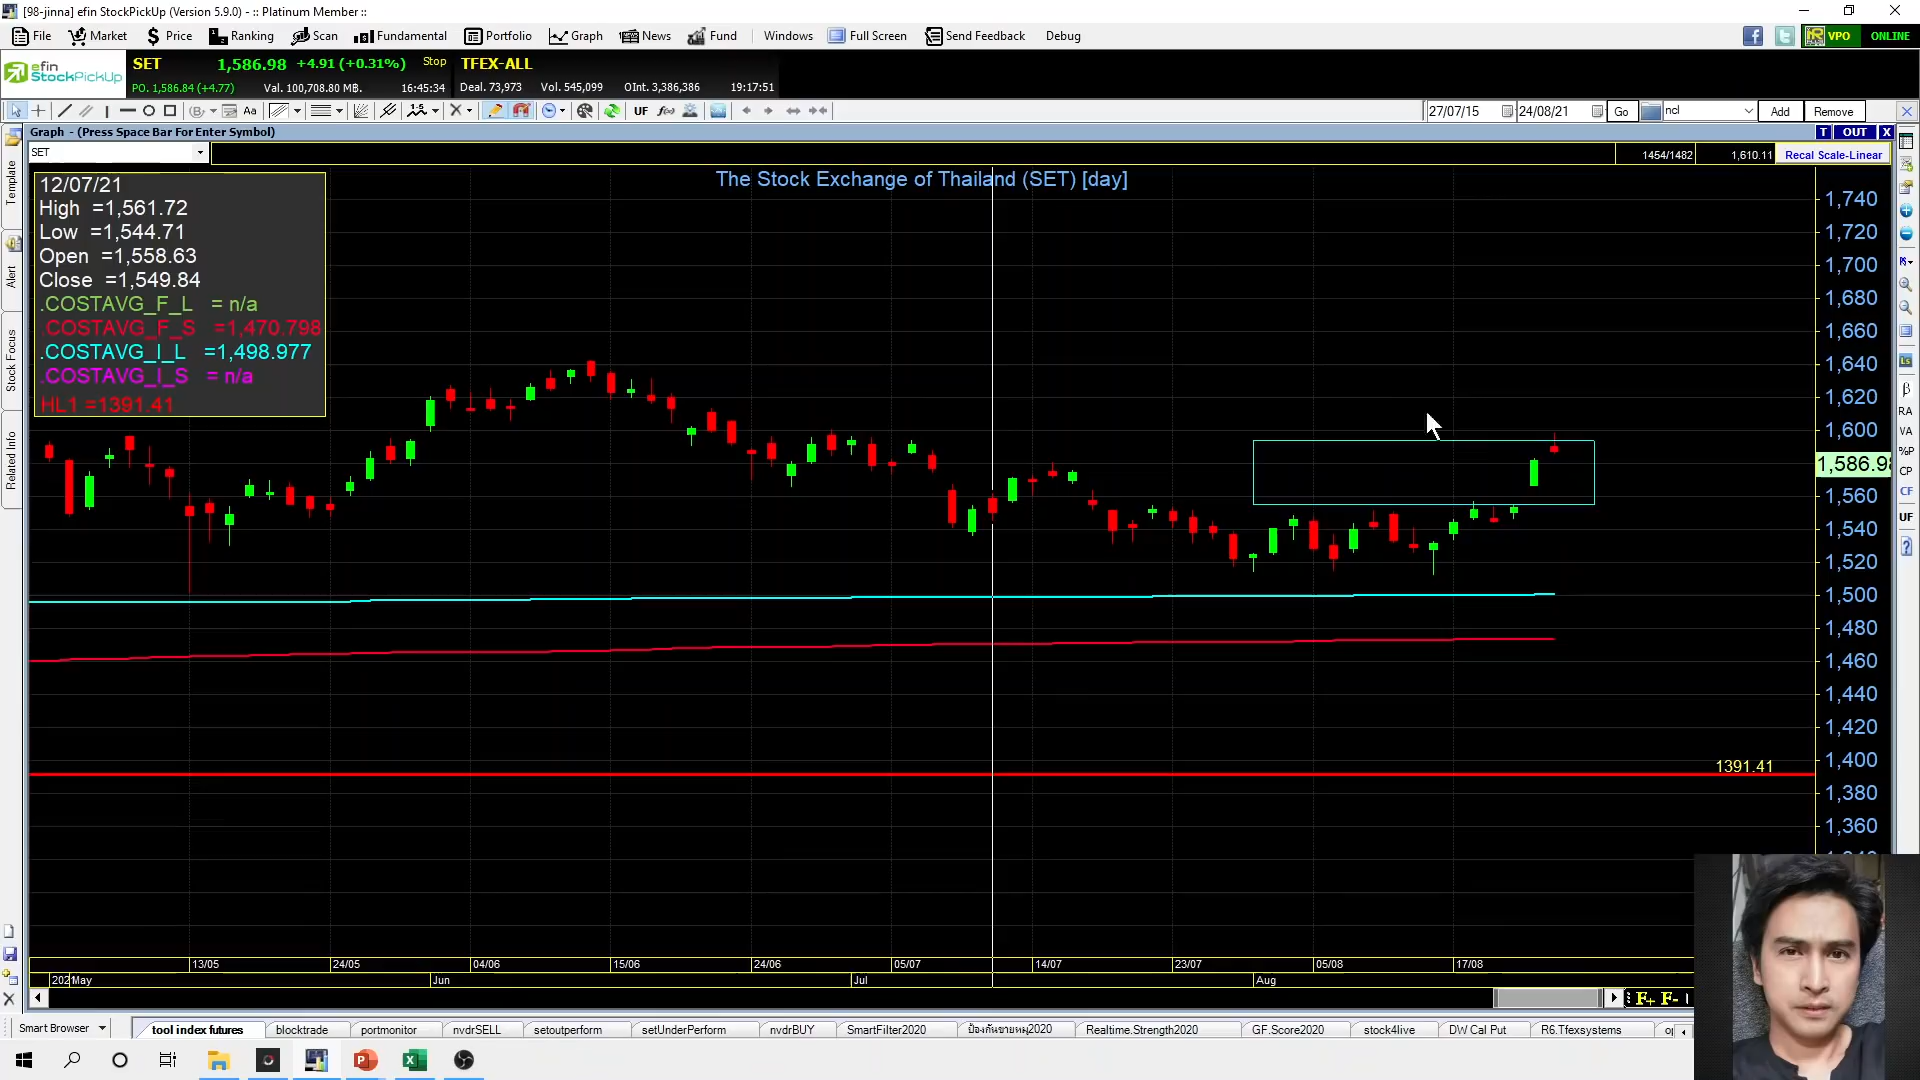 [98-jinna] efin StockPickUp (Version 5.9.0) - :: Platinum Member ::
File Market Price Ranking Scan Fundamental Portfolio Graph News Fund Windows Full Screen Send Feedback Debug VPO ONLINE
efin StockPickUp
SET 1,586.98 +4.91 (+0.31%) Stop TFEX-ALL
PO. 1,586.84 (+4.77) Val. 100,708.80 MB. 16:45:34 Deal. 73,973 Vol. 545,099 OInt. 3,386,386 19:17:51
Aa UF f(x) 27/07/15 24/08/21 Go ncl Add Remove
Graph - (Press Space Bar For Enter Symbol) T OUT X
SET 1454/1482 1,610.11 Recal Scale-Linear
The Stock Exchange of Thailand (SET) [day]
12/07/21
High =1,561.72
Low =1,544.71
Open =1,558.63
Close =1,549.84
.COSTAVG_F_L = n/a
.COSTAVG_F_S =1,470.798
.COSTAVG_I_L =1,498.977
.COSTAVG_I_S = n/a
HL1 =1391.41
Template
Alert
Stock Focus
Related Info
1,740
1,720
1,700
1,680
1,660
1,640
1,620
1,600
1,586.98
1,560
1,540
1,520
1,500
1,480
1,460
1,440
1,420
1,400
1391.41
1,380
1,360
Ls
β
RA
VA
%P
CP
CF
UF
13/05 24/05 04/06 15/06 24/06 05/07 14/07 23/07 05/08 17/08
May Jun Jul Aug
F+ F-
Smart Browser tool index futures blocktrade portmonitor nvdrSELL setoutperform setUnderPerform nvdrBUY SmartFilter2020 ป้องกันขายหมู2020 Realtime.Strength2020 GF.Score2020 stock4live DW Cal Put R6.Tfexsystems